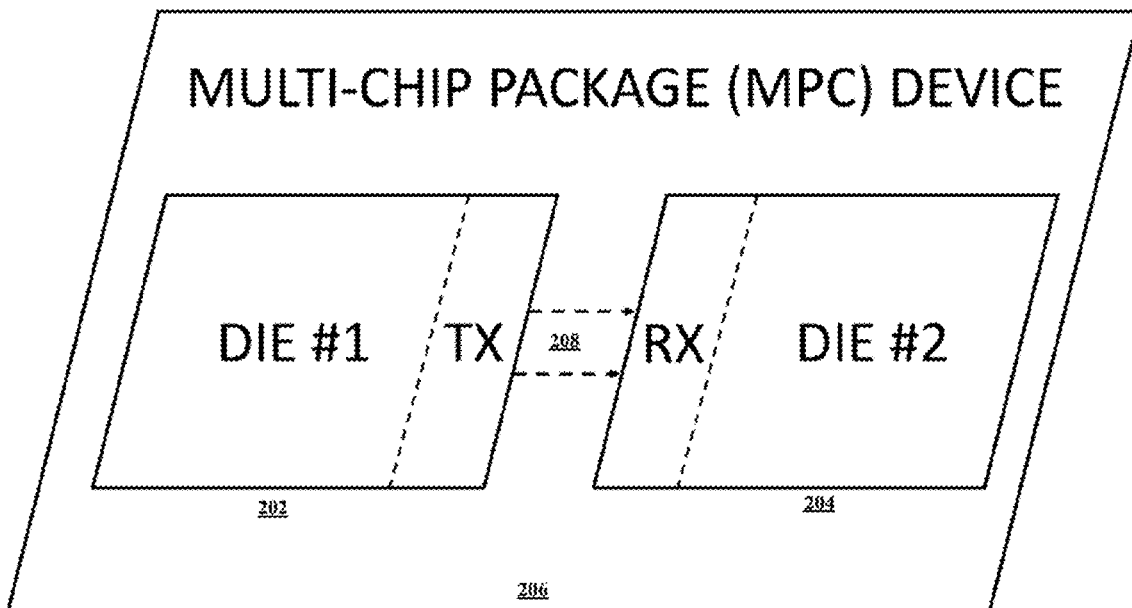 MULTI-CHIP PACKAGE (MPC) DEVICE
DIE #1 TX 208 RX DIE #2
202 204
206